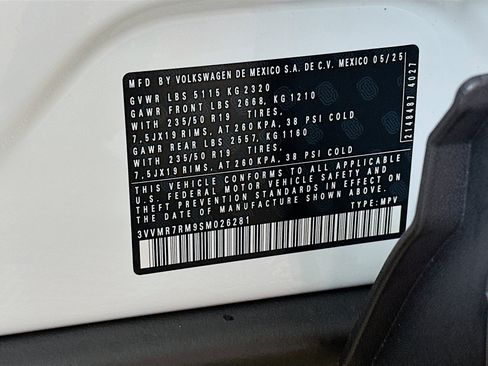 MFD BY VOLKSWAGEN DE MEXICO S.A. DE C.V. MEXICO 05/25
GVWR LBS 5115 KG 2320
GAWR FRONT LBS 2668, KG 1210
WITH 235/50 R19 TIRES,
7,5JX19 RIMS, AT 260 KPA, 38 PSI COLD
GAWR REAR LBS 2557, KG 1160
WITH 235/50 R19 TIRES,
7,5JX19 RIMS, AT 260 KPA, 38 PSI COLD
THIS VEHICLE CONFORMS TO ALL APPLICABLE
U.S. FEDERAL MOTOR VEHICLE SAFETY AND
THEFT PREVENTION STANDARDS IN EFFECT ON
THE DATE OF MANUFACTURE SHOWN ABOVE.
3VVMR7RM9SM026281 TYPE: MPV
2148487 4027